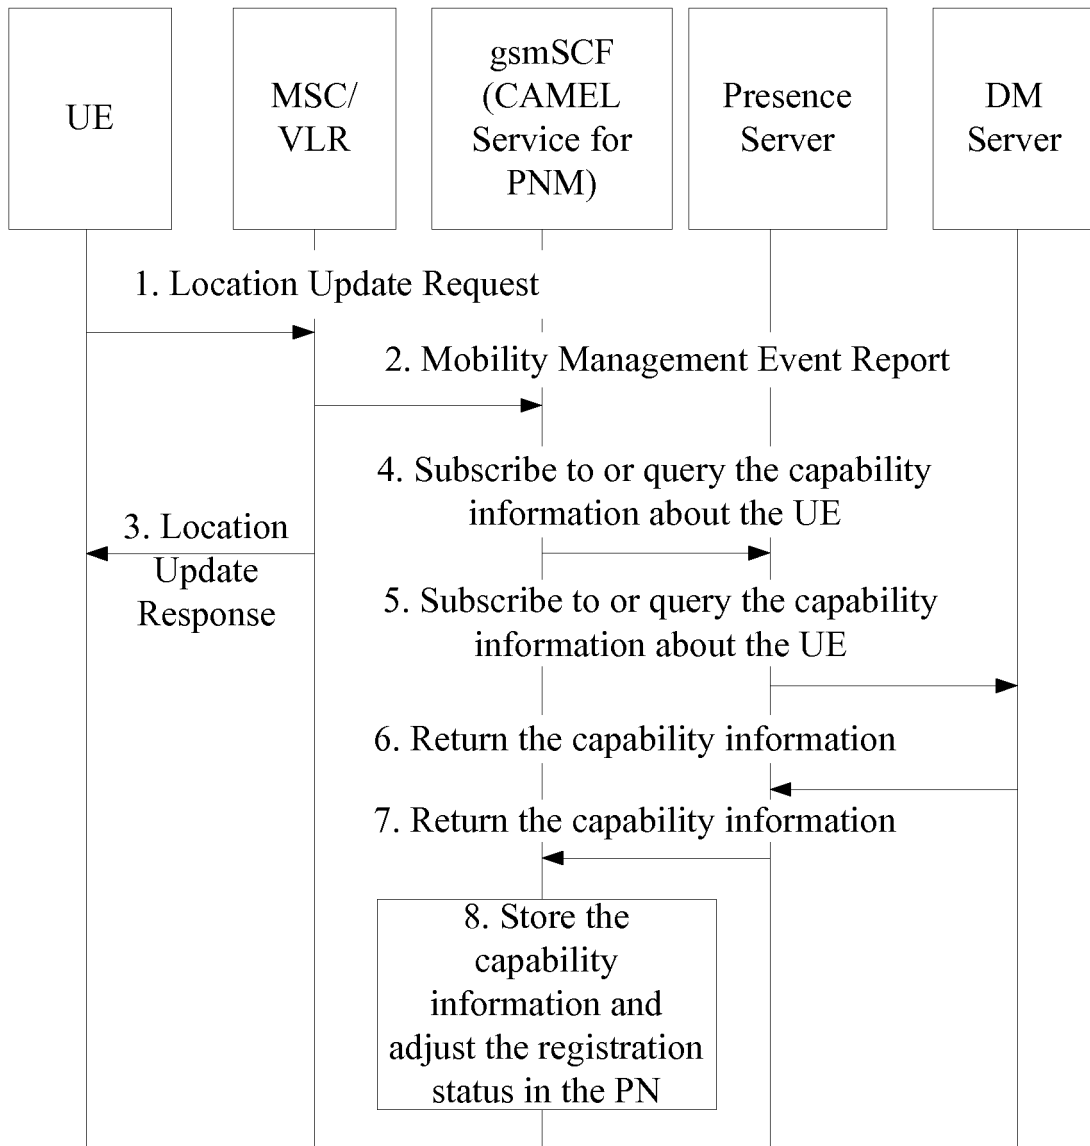 UE
MSC/
VLR
gsmSCF
(CAMEL
Service for
PNM)
Presence
Server
DM
Server
1. Location Update Request
2. Mobility Management Event Report
3. Location
Update
Response
4. Subscribe to or query the capability
information about the UE
5. Subscribe to or query the capability
information about the UE
6. Return the capability information
7. Return the capability information
8. Store the
capability
information and
adjust the registration
status in the PN